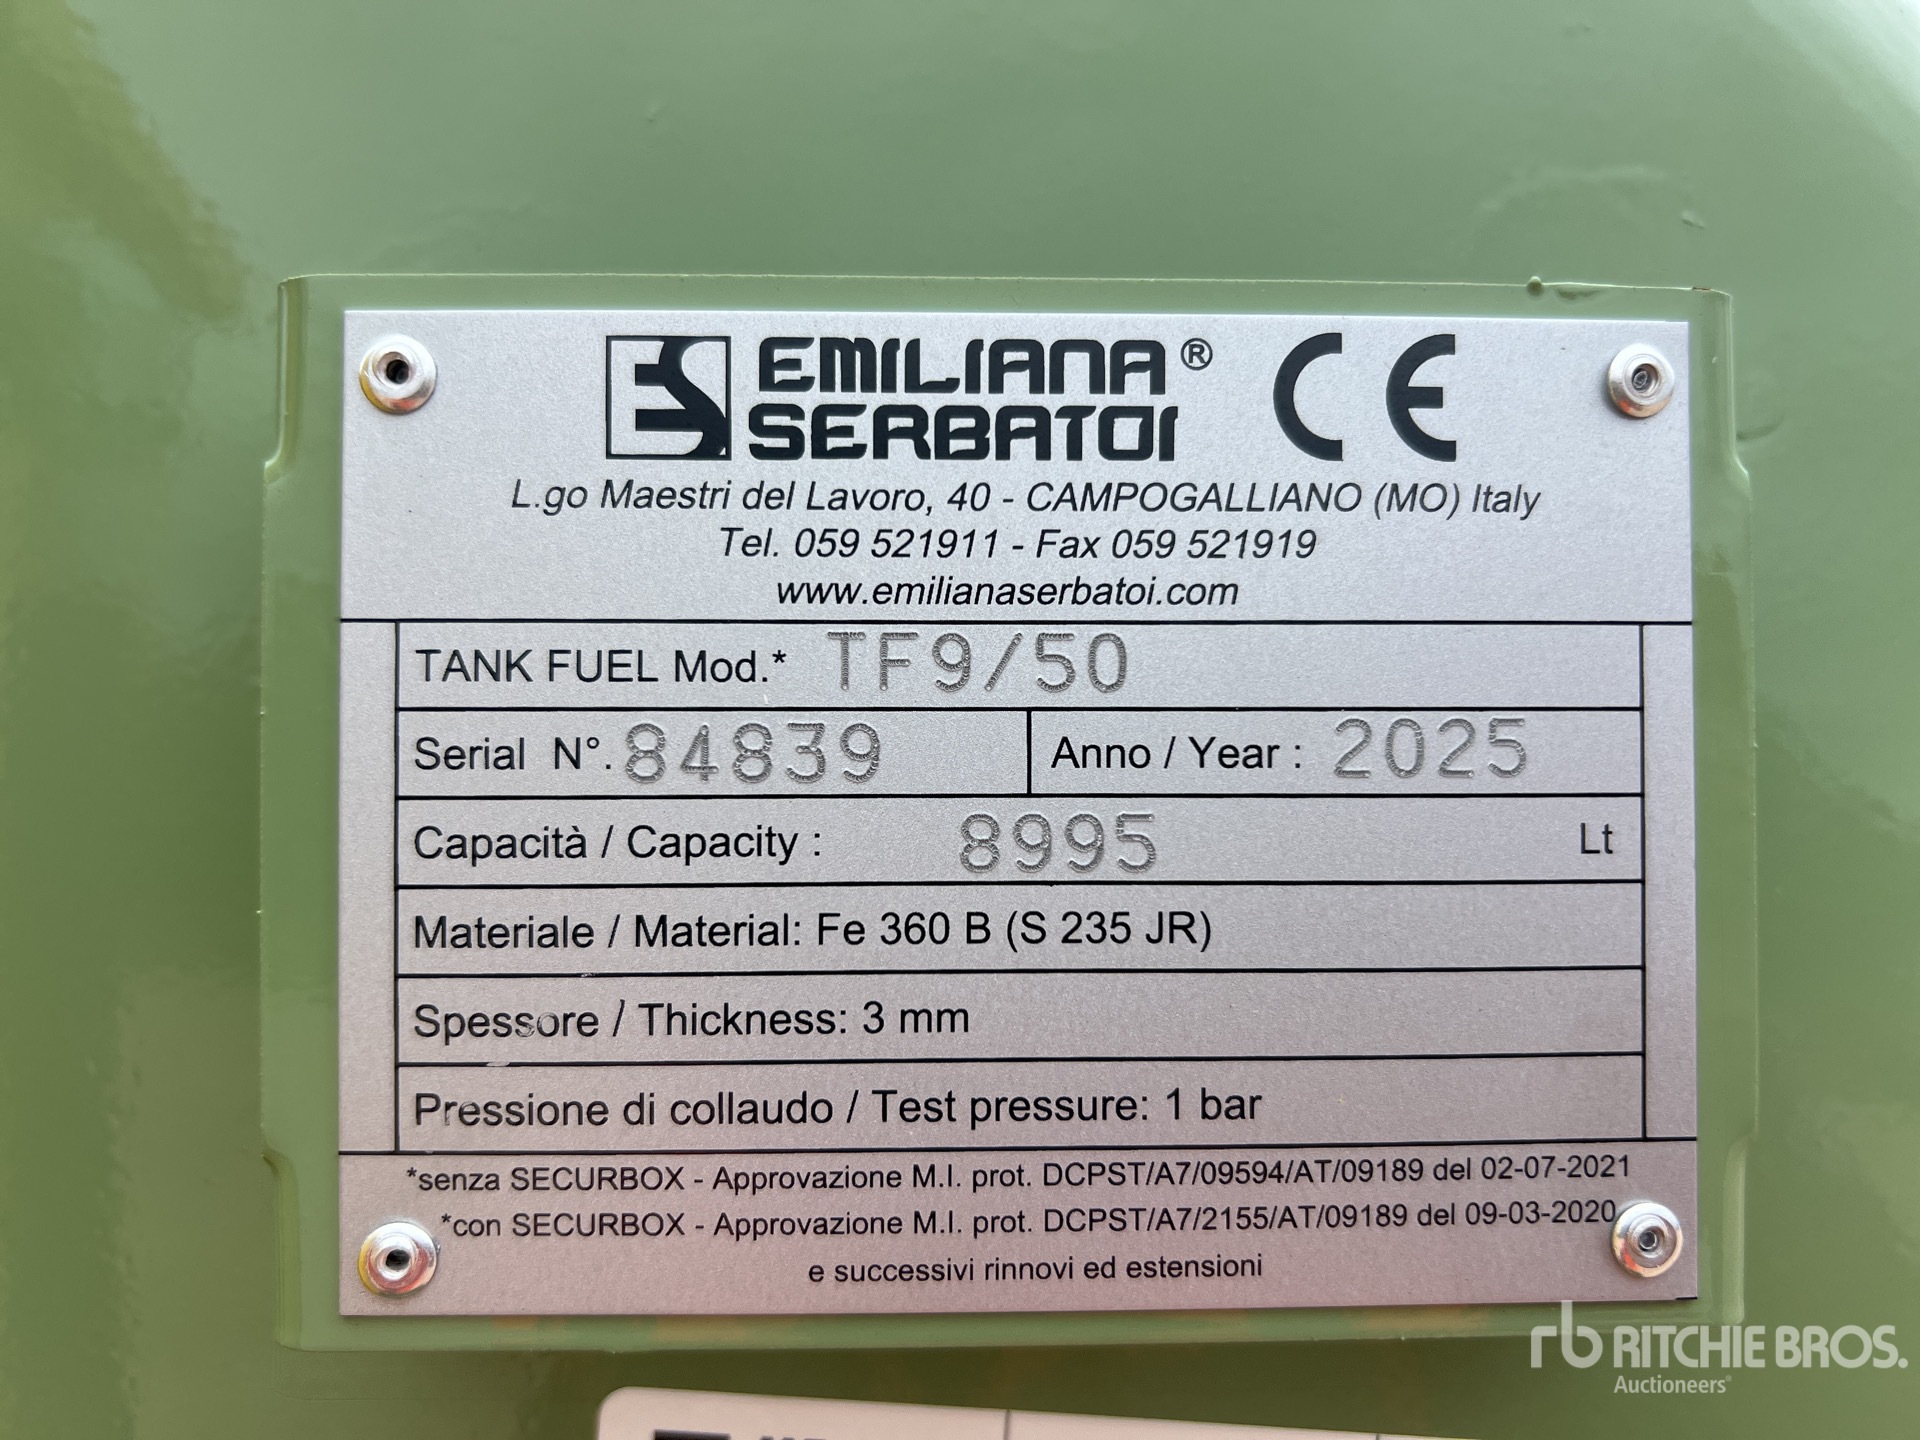 EMILIANA® CE
SERBATOI
L.go Maestri del Lavoro, 40 - CAMPOGALLIANO (MO) Italy
Tel. 059 521911 - Fax 059 521919
www.emilianaserbatoi.com
TANK FUEL Mod.* TF9/50
Serial N°. 84839 Anno / Year : 2025
Capacità / Capacity : 8995 Lt
Materiale / Material: Fe 360 B (S 235 JR)
Spessore / Thickness: 3 mm
Pressione di collaudo / Test pressure: 1 bar
*senza SECURBOX - Approvazione M.I. prot. DCPST/A7/09594/AT/09189 del 02-07-2021
*con SECURBOX - Approvazione M.I. prot. DCPST/A7/2155/AT/09189 del 09-03-2020
e successivi rinnovi ed estensioni
rb RITCHIE BROS.
Auctioneers